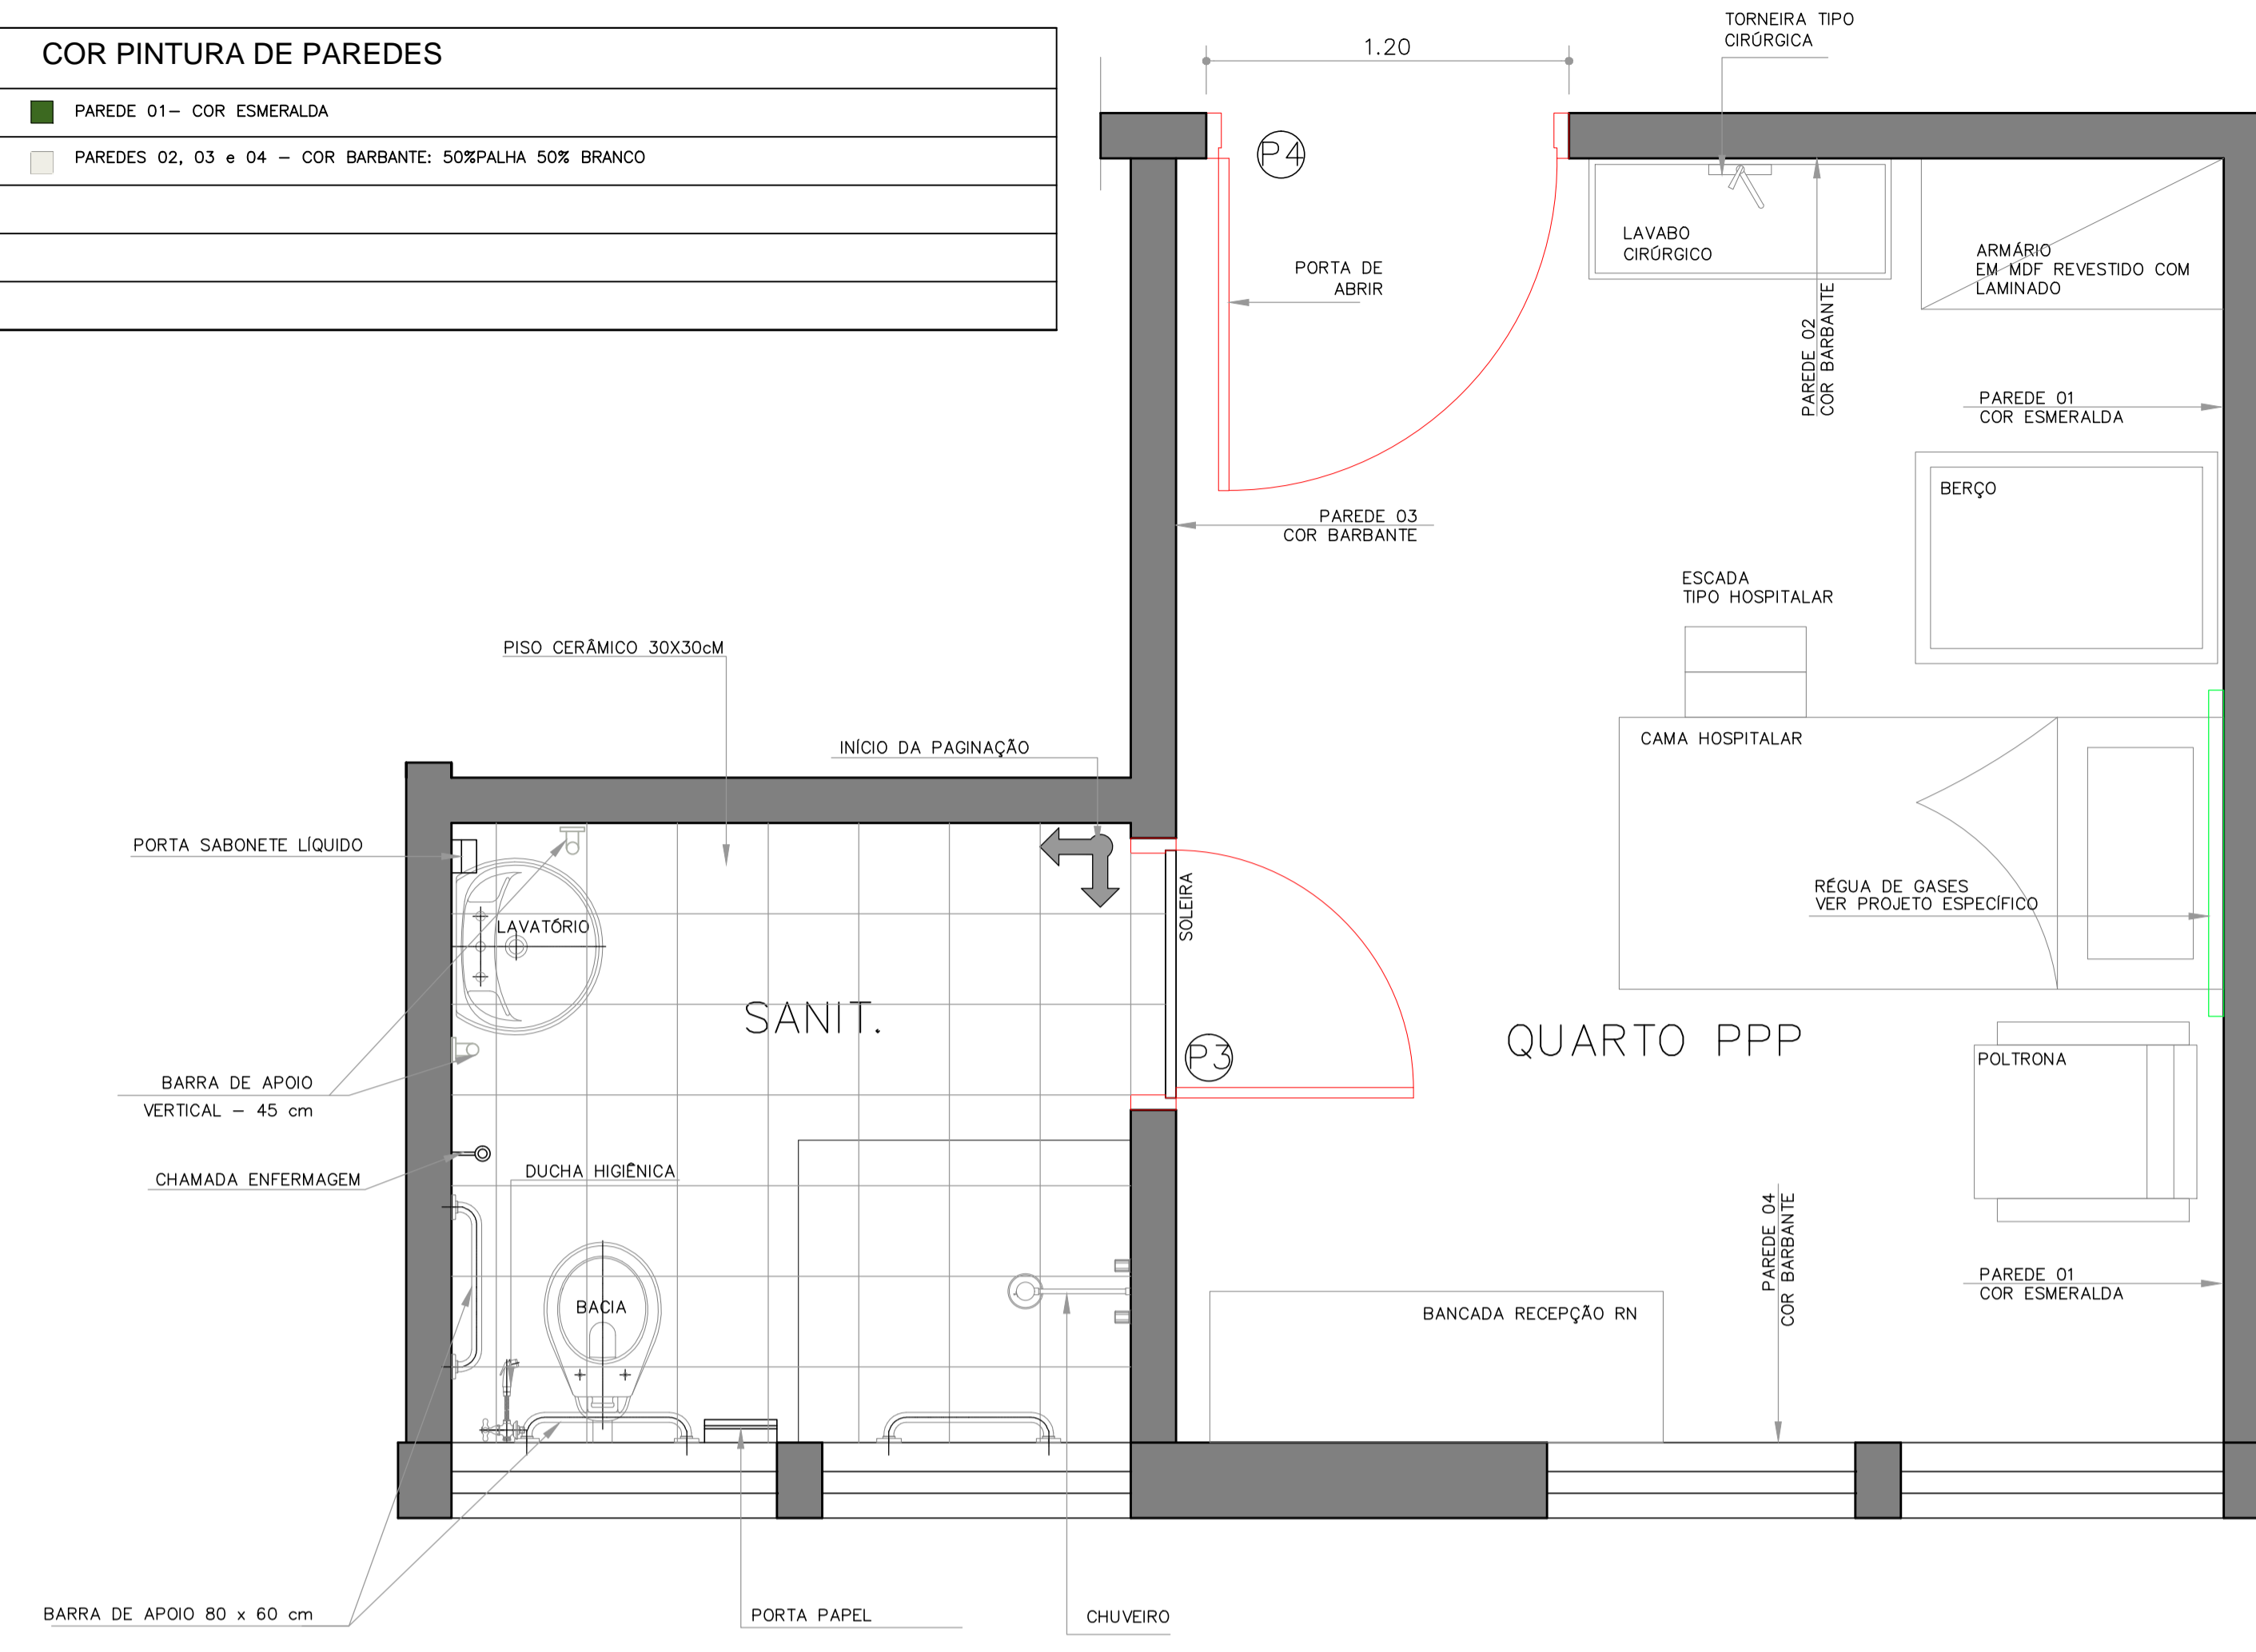 COR PINTURA DE PAREDES
PAREDE 01– COR ESMERALDA
PAREDES 02, 03 e 04 – COR BARBANTE: 50%PALHA 50% BRANCO
1.20
TORNEIRA TIPO
CIRÚRGICA
P4
LAVABO
CIRÚRGICO
ARMÁRIO
EM MDF REVESTIDO COM
LAMINADO
PORTA DE
ABRIR
PAREDE 02
COR BARBANTE
PAREDE 01
COR ESMERALDA
BERÇO
PAREDE 03
COR BARBANTE
ESCADA
TIPO HOSPITALAR
PISO CERÂMICO 30X30cM
INÍCIO DA PAGINAÇÃO
CAMA HOSPITALAR
PORTA SABONETE LÍQUIDO
RÉGUA DE GASES
VER PROJETO ESPECÍFICO
SOLEIRA
LAVATÓRIO
SANIT.
P3
QUARTO PPP
POLTRONA
BARRA DE APOIO
VERTICAL – 45 cm
CHAMADA ENFERMAGEM
DUCHA HIGIÊNICA
PAREDE 04
COR BARBANTE
PAREDE 01
COR ESMERALDA
BACIA
BANCADA RECEPÇÃO RN
BARRA DE APOIO 80 x 60 cm
PORTA PAPEL
CHUVEIRO